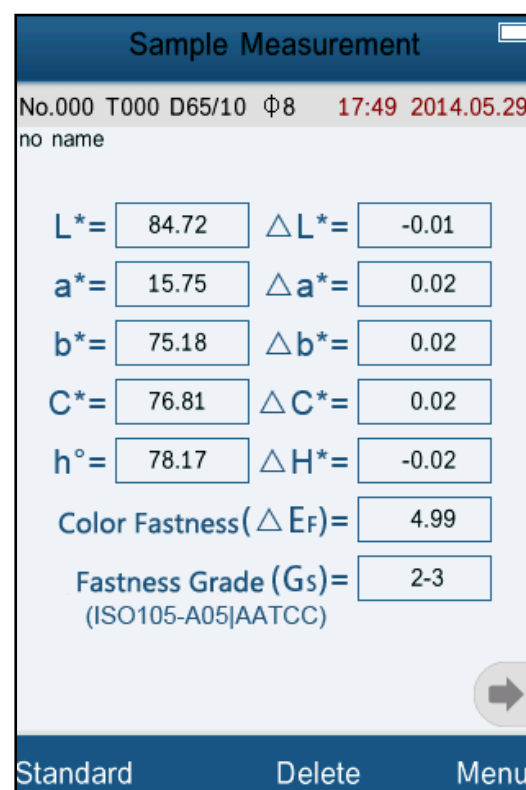 Sample Measurement
No.000 T000 D65/10 Φ8 17:49 2014.05.29
no name
L*= 84.72 △L*= -0.01
a*= 15.75 △a*= 0.02
b*= 75.18 △b*= 0.02
C*= 76.81 △C*= 0.02
h°= 78.17 △H*= -0.02
Color Fastness(△EF)= 4.99
Fastness Grade(Gs)= 2-3
(ISO105-A05|AATCC)
Standard Delete Menu